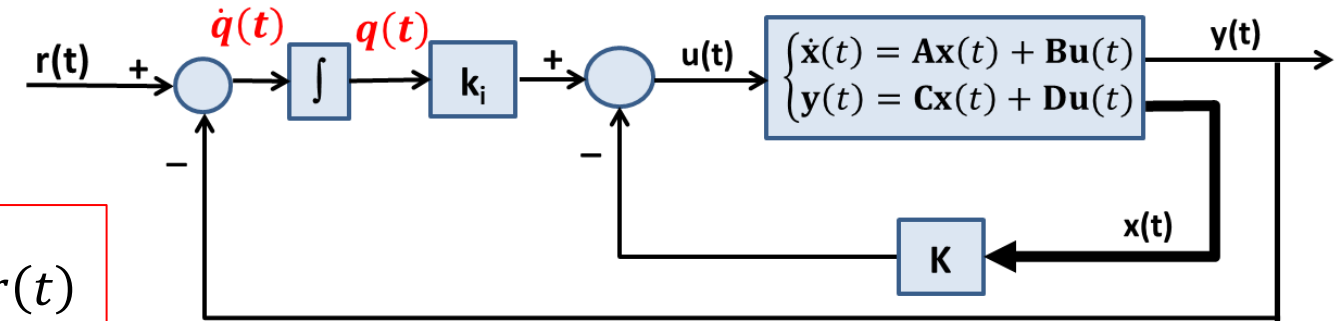 q̇(t)
q(t)
r(t)
+
∫
kᵢ
+
u(t)
ẋ(t) = Ax(t) + Bu(t)
y(t) = Cx(t) + Du(t)
y(t)
−
−
x(t)
K
r(t)